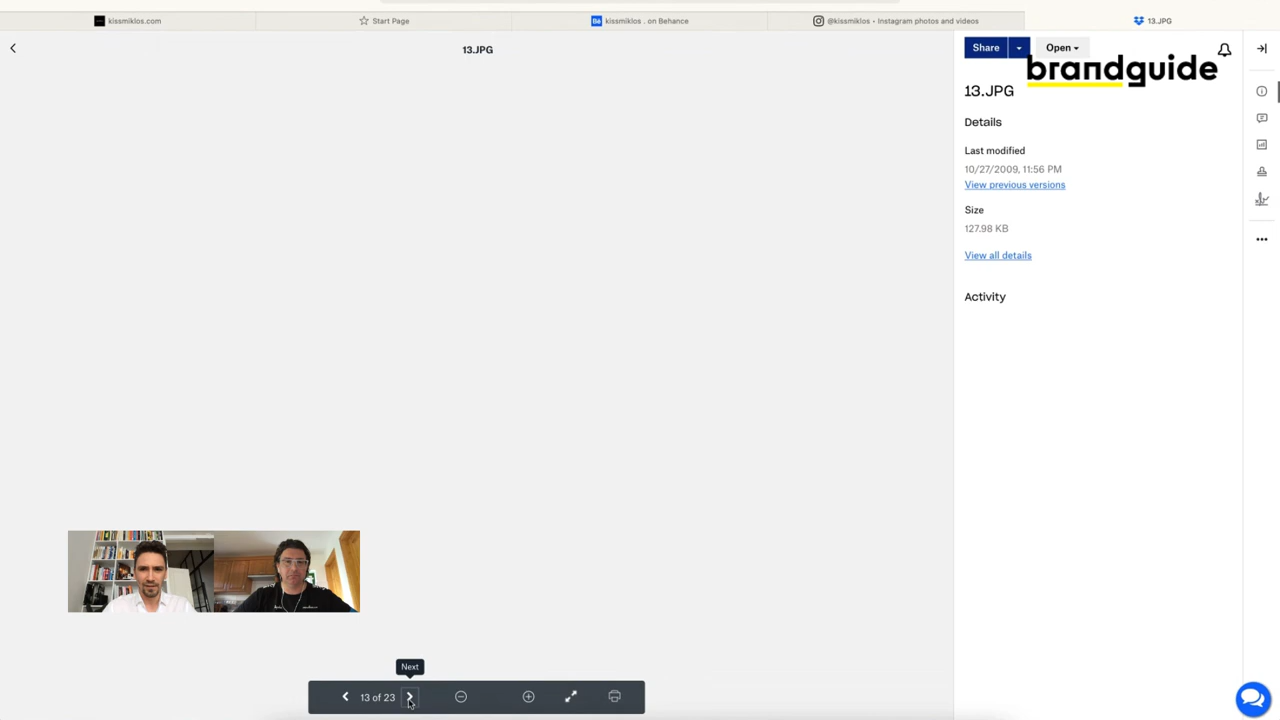 kissmiklos.com
Start Page
Bē kissmiklos . on Behance
@kissmiklos • Instagram photos and videos
13.JPG
13.JPG
Share
Open
brandguide
13.JPG
Details
Last modified
10/27/2009, 11:56 PM
View previous versions
Size
127.98 KB
View all details
Activity
Next
13 of 23